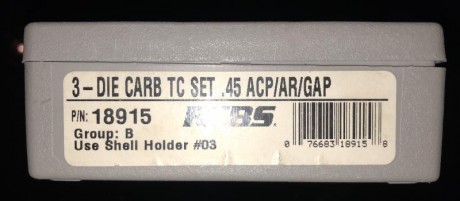 3-DIE CARB TC SET .45 ACP/AR/GAP
P/N: 18915 RCBS.
Group: B
Use Shell Holder #03
0 76683 18915 8